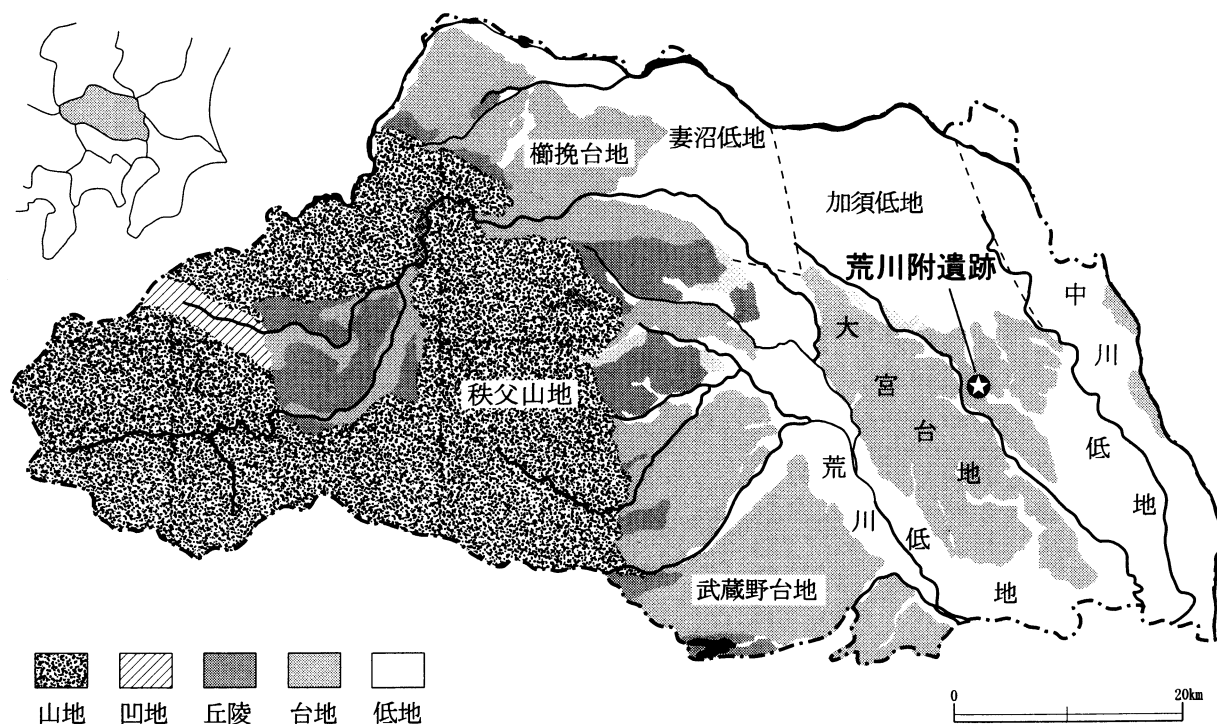 櫛挽台地
妻沼低地
加須低地
荒川附遺跡
中川低地
大宮台地
秩父山地
荒川低地
武蔵野台地
山地
凹地
丘陵
台地
低地
0
20km